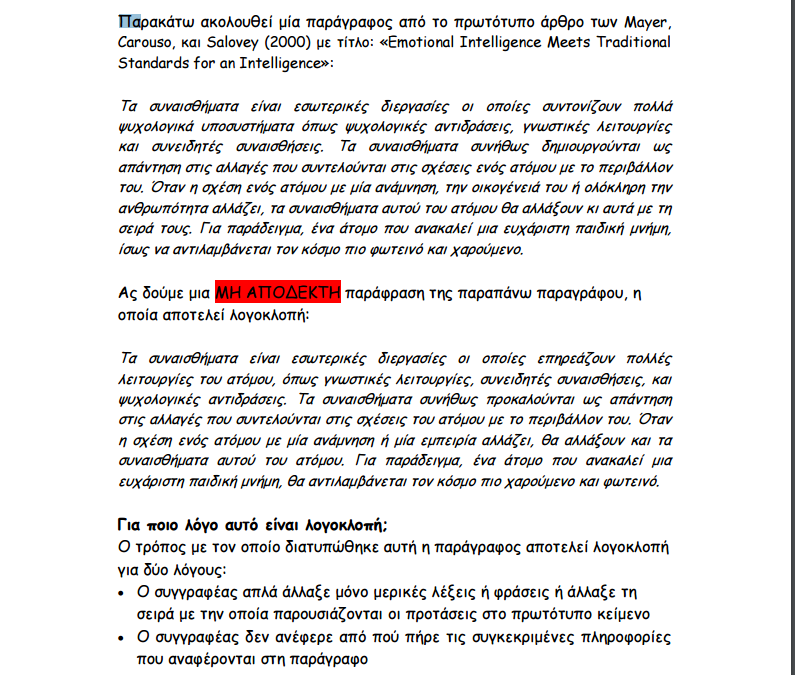 Παρακάτω ακολουθεί μία παράγραφος από το πρωτότυπο άρθρο των Mayer,
Carouso, και Salovey (2000) με τίτλο: «Emotional Intelligence Meets Traditional
Standards for an Intelligence»:
Τα συναισθήματα είναι εσωτερικές διεργασίες οι οποίες συντονίζουν πολλά
ψυχολογικά υποσυστήματα όπως ψυχολογικές αντιδράσεις, γνωστικές λειτουργίες
και συνειδητές συναισθήσεις. Τα συναισθήματα συνήθως δημιουργούνται ως
απάντηση στις αλλαγές που συντελούνται στις σχέσεις ενός ατόμου με το περιβάλλον
του. Όταν η σχέση ενός ατόμου με μία ανάμνηση, την οικογένειά του ή ολόκληρη την
ανθρωπότητα αλλάζει, τα συναισθήματα αυτού του ατόμου θα αλλάξουν κι αυτά με τη
σειρά τους. Για παράδειγμα, ένα άτομο που ανακαλεί μια ευχάριστη παιδική μνήμη,
ίσως να αντιλαμβάνεται τον κόσμο πιο φωτεινό και χαρούμενο.
Ας δούμε μια ΜΗ ΑΠΟΔΕΚΤΗ παράφραση της παραπάνω παραγράφου, η
οποία αποτελεί λογοκλοπή:
Τα συναισθήματα είναι εσωτερικές διεργασίες οι οποίες επηρεάζουν πολλές
λειτουργίες του ατόμου, όπως γνωστικές λειτουργίες, συνειδητές συναισθήσεις, και
ψυχολογικές αντιδράσεις. Τα συναισθήματα συνήθως προκαλούνται ως απάντηση
στις αλλαγές που συντελούνται στις σχέσεις του ατόμου με το περιβάλλον του. Όταν
η σχέση ενός ατόμου με μία ανάμνηση ή μία εμπειρία αλλάζει, θα αλλάξουν και τα
συναισθήματα αυτού του ατόμου. Για παράδειγμα, ένα άτομο που ανακαλεί μια
ευχάριστη παιδική μνήμη, θα αντιλαμβάνεται τον κόσμο πιο χαρούμενο και φωτεινό.
Για ποιο λόγο αυτό είναι λογοκλοπή;
Ο τρόπος με τον οποίο διατυπώθηκε αυτή η παράγραφος αποτελεί λογοκλοπή
για δύο λόγους:
• Ο συγγραφέας απλά άλλαξε μόνο μερικές λέξεις ή φράσεις ή άλλαξε τη
σειρά με την οποία παρουσιάζονται οι προτάσεις στο πρωτότυπο κείμενο
• Ο συγγραφέας δεν ανέφερε από πού πήρε τις συγκεκριμένες πληροφορίες
που αναφέρονται στη παράγραφο